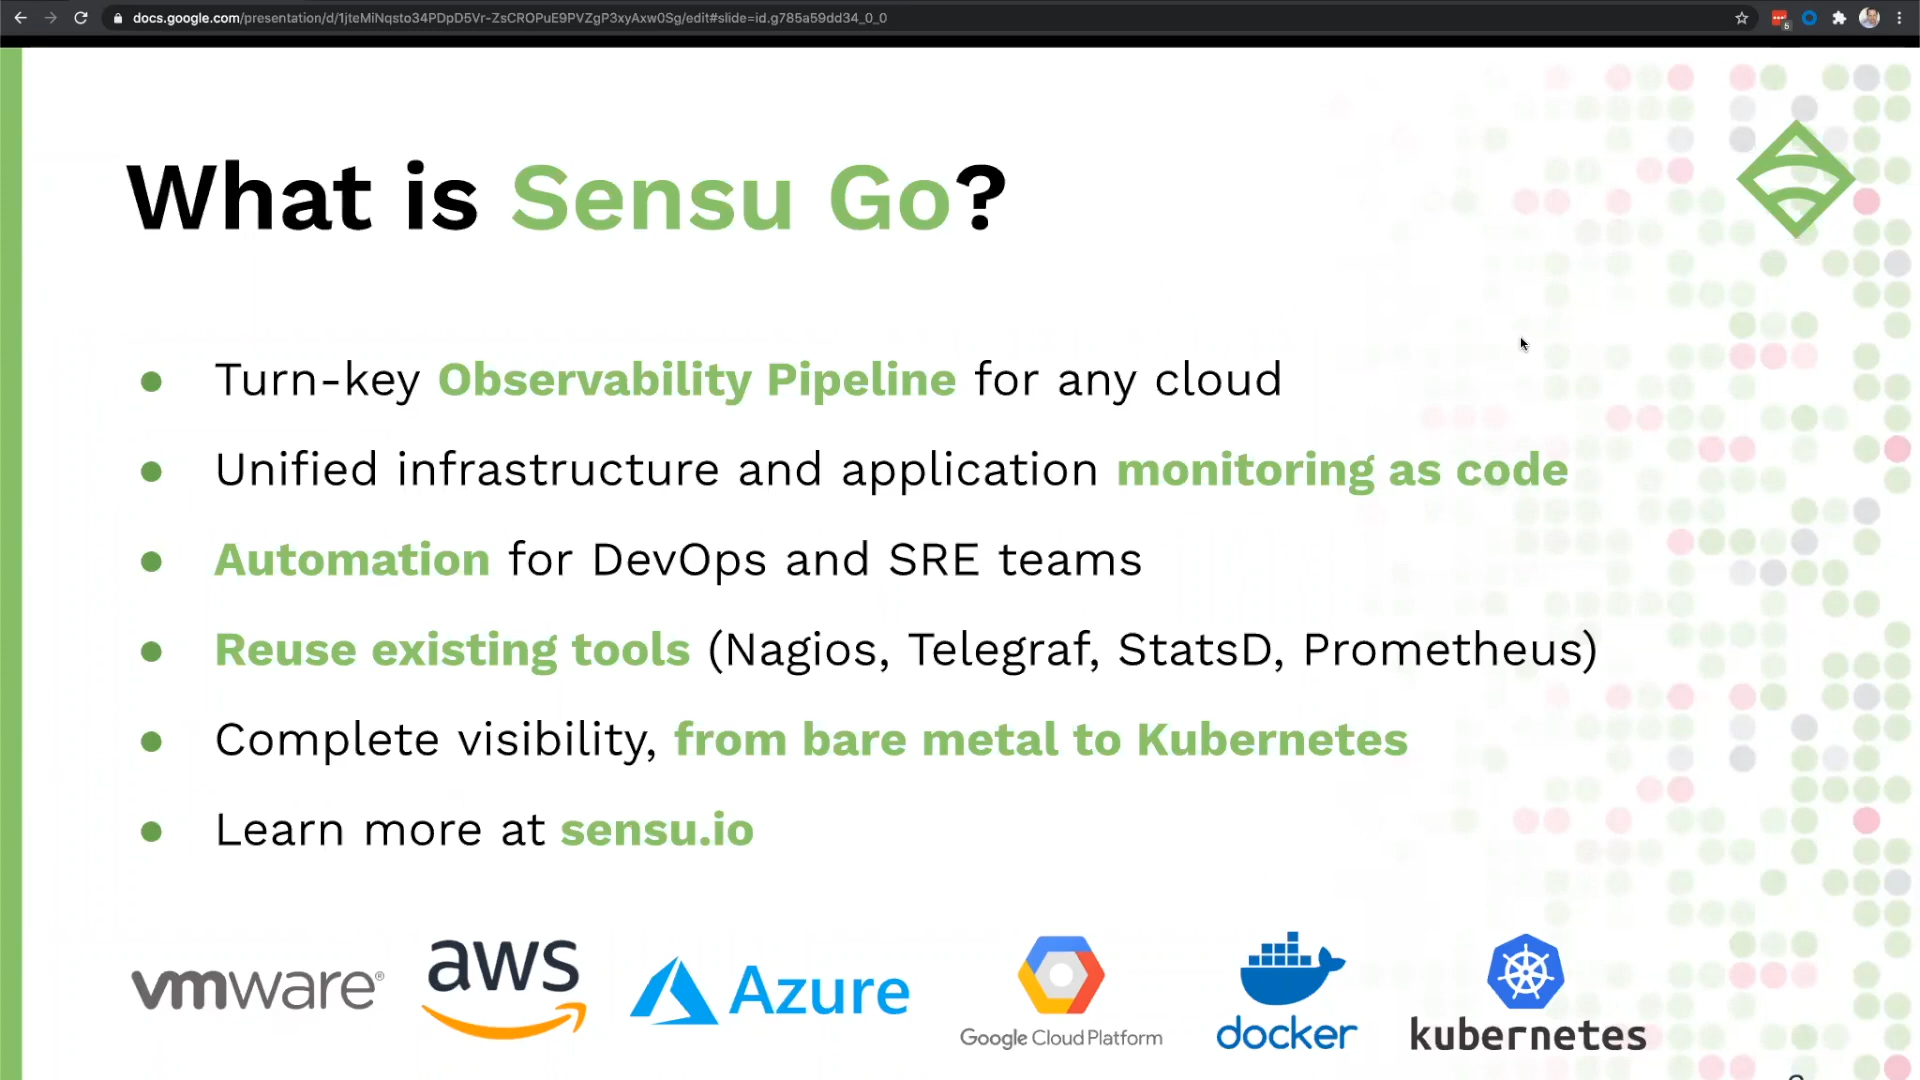 docs.google.com/presentation/d/1jteMiNqsto34PDpD5Vr-ZsCROPuE9PVZgP3xyAxw0Sg/edit#slide=id.g785a59dd34_0_0
What is Sensu Go?
● Turn-key Observability Pipeline for any cloud
● Unified infrastructure and application monitoring as code
● Automation for DevOps and SRE teams
● Reuse existing tools (Nagios, Telegraf, StatsD, Prometheus)
● Complete visibility, from bare metal to Kubernetes
● Learn more at sensu.io
vmware® aws Azure Google Cloud Platform docker kubernetes